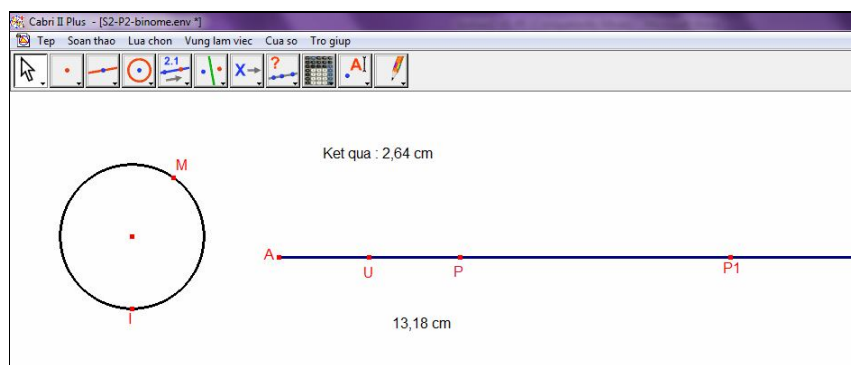 Cabri II Plus - [S2-P2-binome.env *]
Tep Soan thao Lua chon Vung lam viec Cua so Tro giup
2.1
X
?
A
M
Ket qua : 2,64 cm
A
U
P
P1
I
13,18 cm